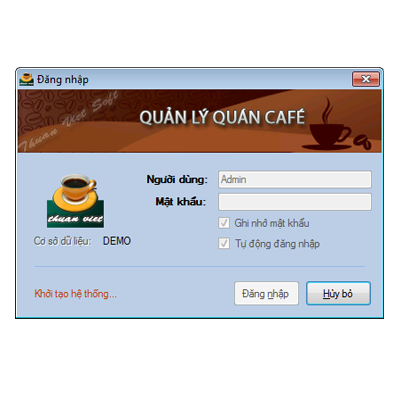 Đăng nhập
Thuan Viet Soft
QUẢN LÝ QUÁN CAFÉ
Người dùng: Admin
Mật khẩu:
thuan viet
Ghi nhớ mật khẩu
Cơ sở dữ liệu: DEMO
Tự động đăng nhập
Khởi tạo hệ thống...
Đăng nhập
Hủy bỏ